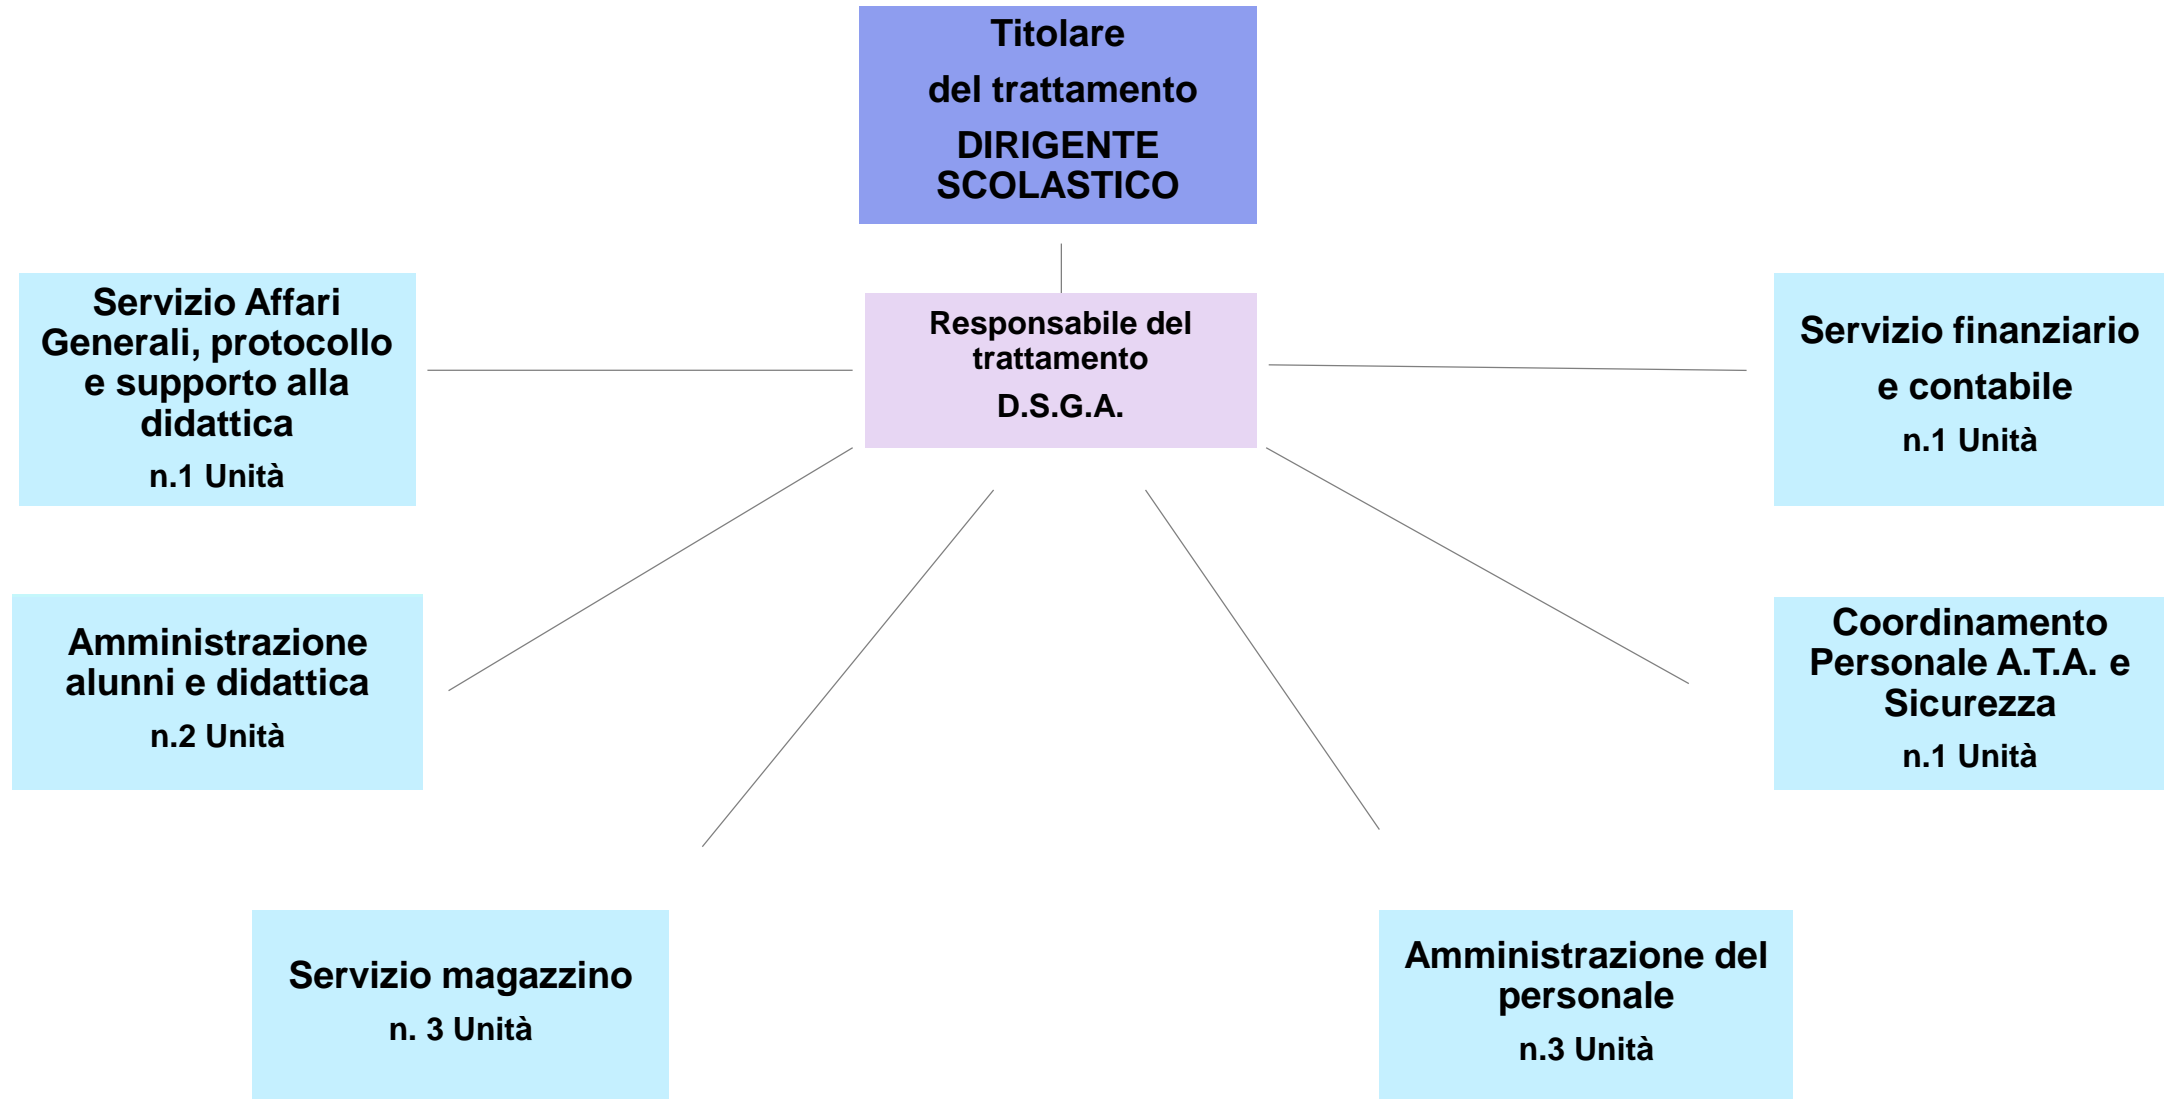 Titolare
del trattamento
DIRIGENTE
SCOLASTICO
Servizio Affari
Generali, protocollo
e supporto alla
didattica
n.1 Unità
Responsabile del
trattamento
D.S.G.A.
Servizio finanziario
e contabile
n.1 Unità
Amministrazione
alunni e didattica
n.2 Unità
Coordinamento
Personale A.T.A. e
Sicurezza
n.1 Unità
Servizio magazzino
n. 3 Unità
Amministrazione del
personale
n.3 Unità